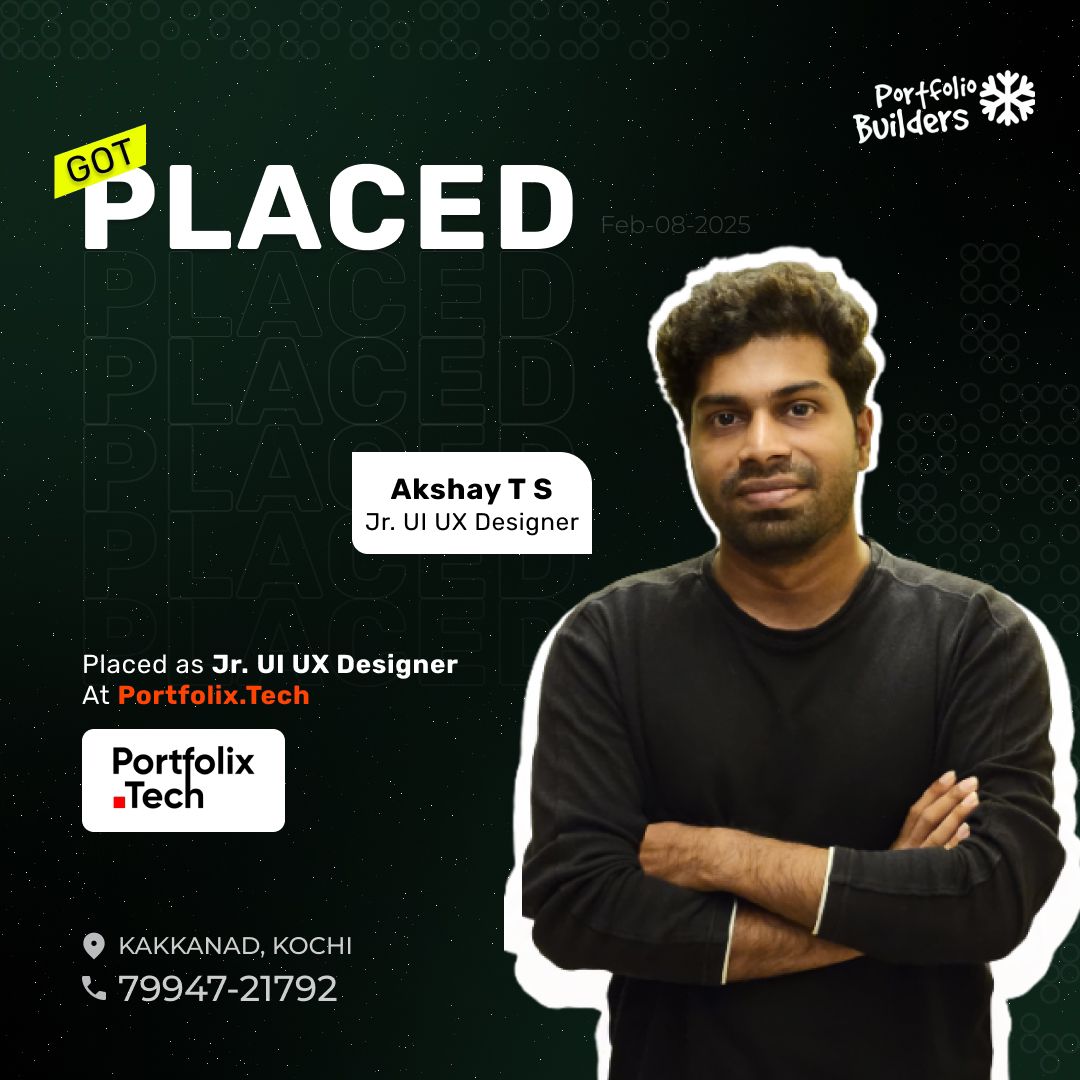 Portfolio
Builders
GOT
PLACED
Feb-08-2025
PLACED
PLACED
PLACED
PLACED
PLACED
Akshay T S
Jr. UI UX Designer
Placed as Jr. UI UX Designer
At Portfolix.Tech
Portfolix
.Tech
KAKKANAD, KOCHI
79947-21792